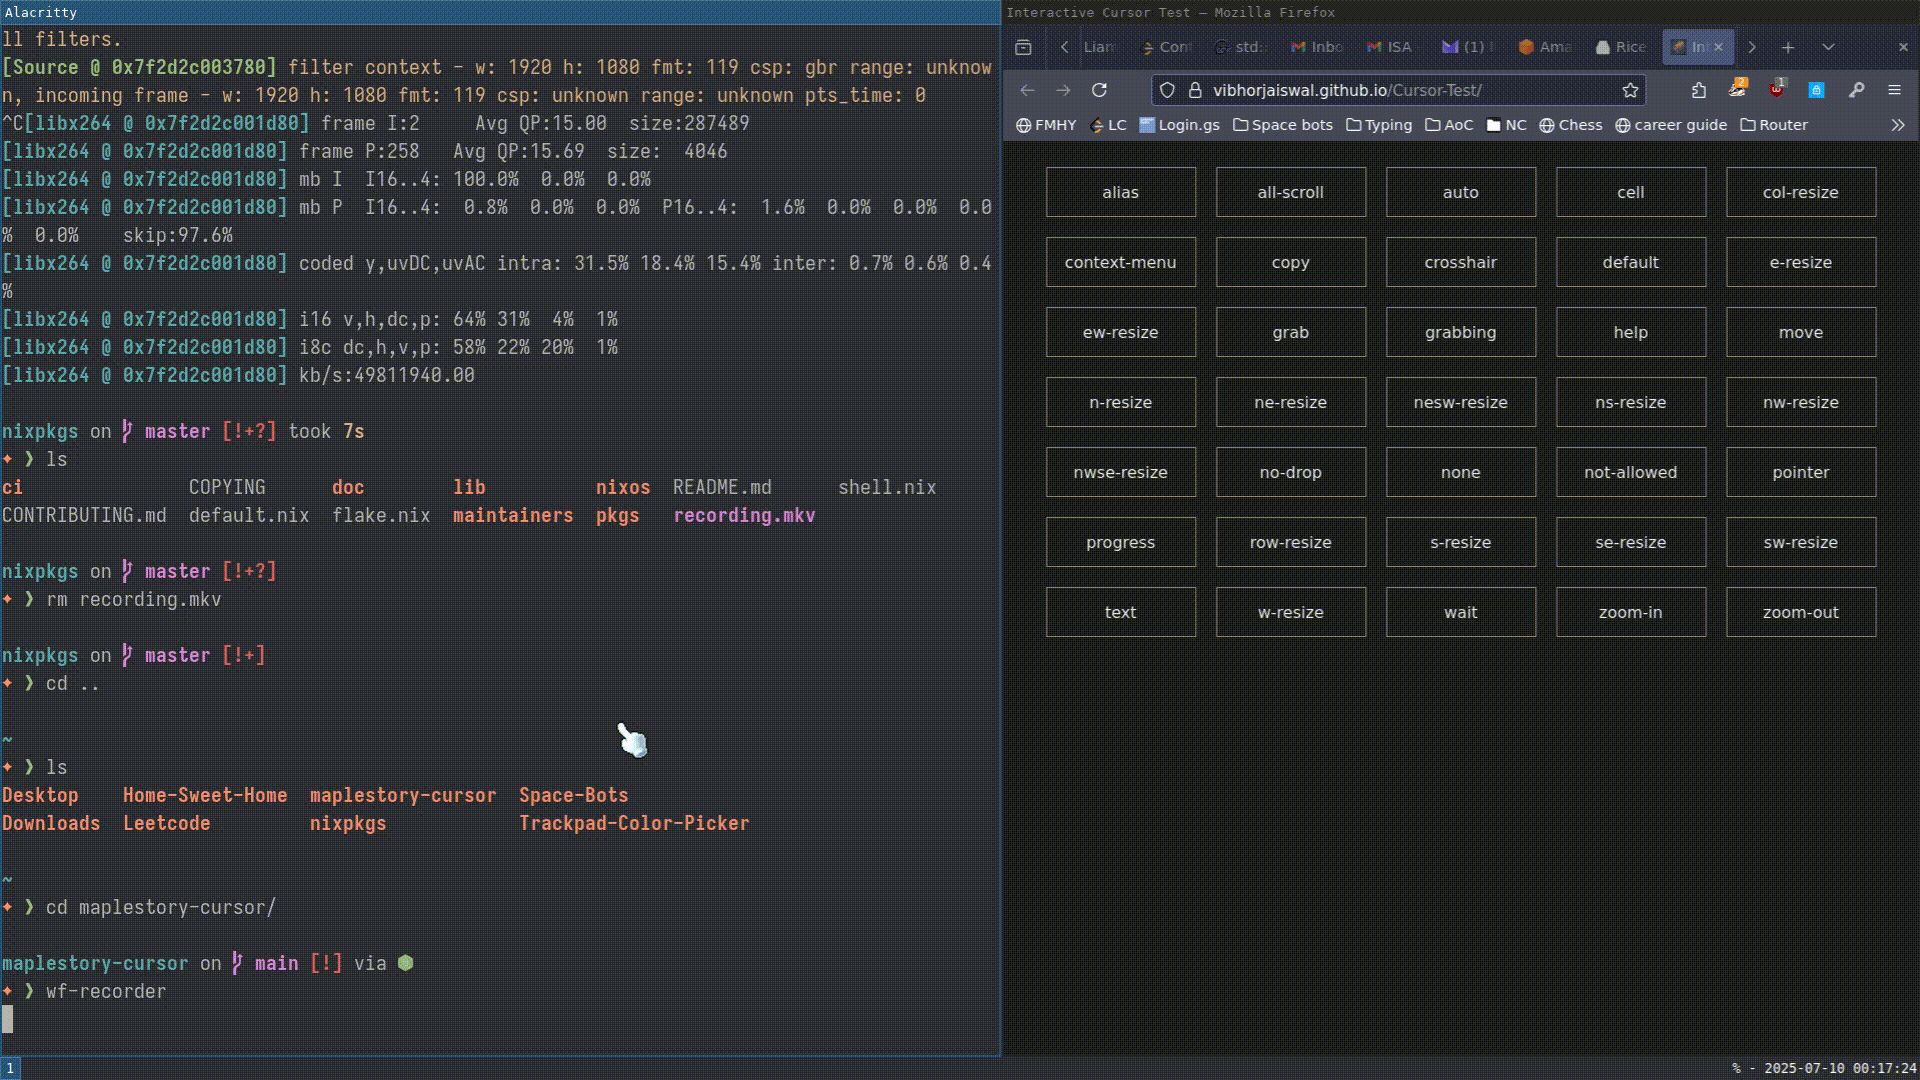 Alacritty
ll filters.
[Source @ 0x7f2d2c003780] filter context - w: 1920 h: 1080 fmt: 119 csp: gbr range: unknow
n, incoming frame - w: 1920 h: 1080 fmt: 119 csp: unknown range: unknown pts_time: 0
^C[libx264 @ 0x7f2d2c001d80] frame I:2     Avg QP:15.00  size:287489
[libx264 @ 0x7f2d2c001d80] frame P:258   Avg QP:15.69  size:  4046
[libx264 @ 0x7f2d2c001d80] mb I  I16..4: 100.0%  0.0%  0.0%
[libx264 @ 0x7f2d2c001d80] mb P  I16..4:  0.8%  0.0%  0.0%  P16..4:  1.6%  0.0%  0.0%  0.0
%  0.0%    skip:97.6%
[libx264 @ 0x7f2d2c001d80] coded y,uvDC,uvAC intra: 31.5% 18.4% 15.4% inter: 0.7% 0.6% 0.4
%
[libx264 @ 0x7f2d2c001d80] i16 v,h,dc,p: 64% 31%  4%  1%
[libx264 @ 0x7f2d2c001d80] i8c dc,h,v,p: 58% 22% 20%  1%
[libx264 @ 0x7f2d2c001d80] kb/s:49811940.00
nixpkgs on master [!+?] took 7s
✦ ❯ ls
ci               COPYING      doc        lib          nixos  README.md      shell.nix
CONTRIBUTING.md  default.nix  flake.nix  maintainers  pkgs   recording.mkv
nixpkgs on master [!+?]
✦ ❯ rm recording.mkv
nixpkgs on master [!+]
✦ ❯ cd ..
~
✦ ❯ ls
Desktop    Home-Sweet-Home  maplestory-cursor  Space-Bots
Downloads  Leetcode         nixpkgs            Trackpad-Color-Picker
~
✦ ❯ cd maplestory-cursor/
maplestory-cursor on main [!] via ⬢
✦ ❯ wf-recorder
1
Interactive Cursor Test — Mozilla Firefox
Lian Cont std: Inbo ISA - (1) Ama Rice In
vibhorjaiswal.github.io/Cursor-Test/ 2 1
FMHY LC Login.gs Space bots Typing AoC NC Chess career guide Router
alias all-scroll auto cell col-resize
context-menu copy crosshair default e-resize
ew-resize grab grabbing help move
n-resize ne-resize nesw-resize ns-resize nw-resize
nwse-resize no-drop none not-allowed pointer
progress row-resize s-resize se-resize sw-resize
text w-resize wait zoom-in zoom-out
% - 2025-07-10 00:17:24